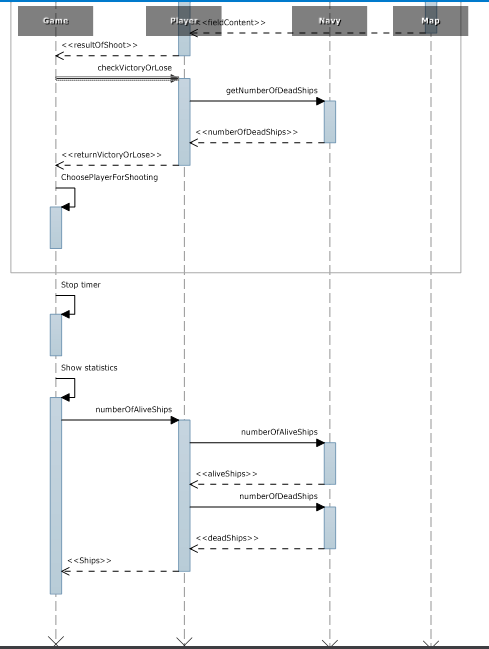 Game Player Navy Map
<<fieldContent>>
<<resultOfShoot>>
checkVictoryOrLose
getNumberOfDeadShips
<<numberOfDeadShips>>
<<returnVictoryOrLose>>
ChoosePlayerForShooting
Stop timer
Show statistics
numberOfAliveShips
numberOfAliveShips
<<aliveShips>>
numberOfDeadShips
<<deadShips>>
<<Ships>>